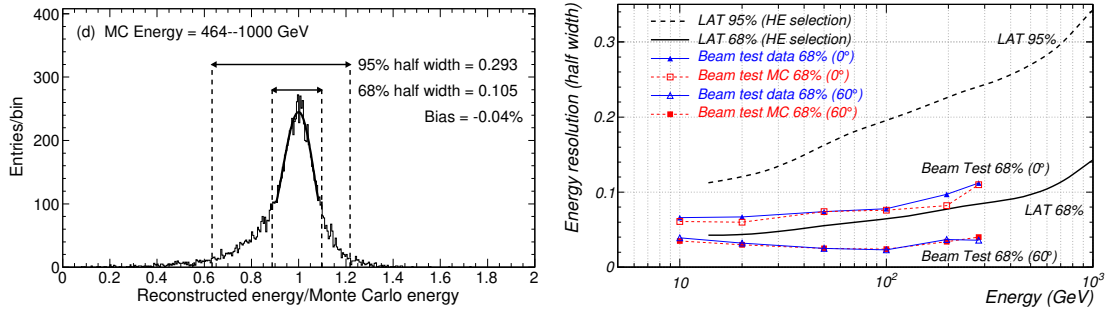 (d) MC Energy = 464--1000 GeV
95% half width = 0.293
68% half width = 0.105
Bias = -0.04%
Entries/bin
400
300
200
100
0
0 0.2 0.4 0.6 0.8 1 1.2 1.4 1.6 1.8 2
Reconstructed energy/Monte Carlo energy
LAT 95% (HE selection)
LAT 68% (HE selection)
Beam test data 68% (0°)
Beam test MC 68% (0°)
Beam test data 68% (60°)
Beam test MC 68% (60°)
LAT 95%
Beam Test 68% (0°)
LAT 68%
Beam Test 68% (60°)
Energy resolution (half width)
0.3
0.2
0.1
0
10 10² 10³
Energy (GeV)